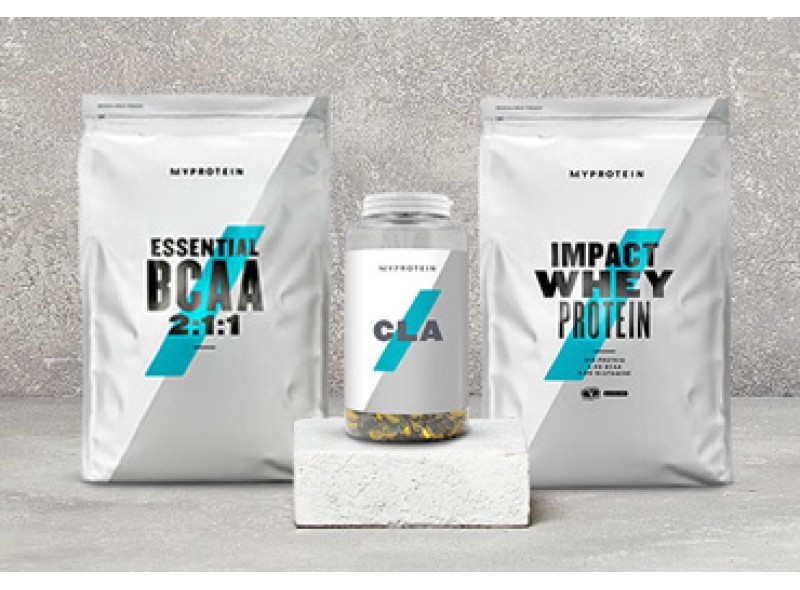 MYPROTEIN
ESSENTIAL
BCAA
2:1:1
MYPROTEIN
CLA
MYPROTEIN
IMPACT
WHEY
PROTEIN